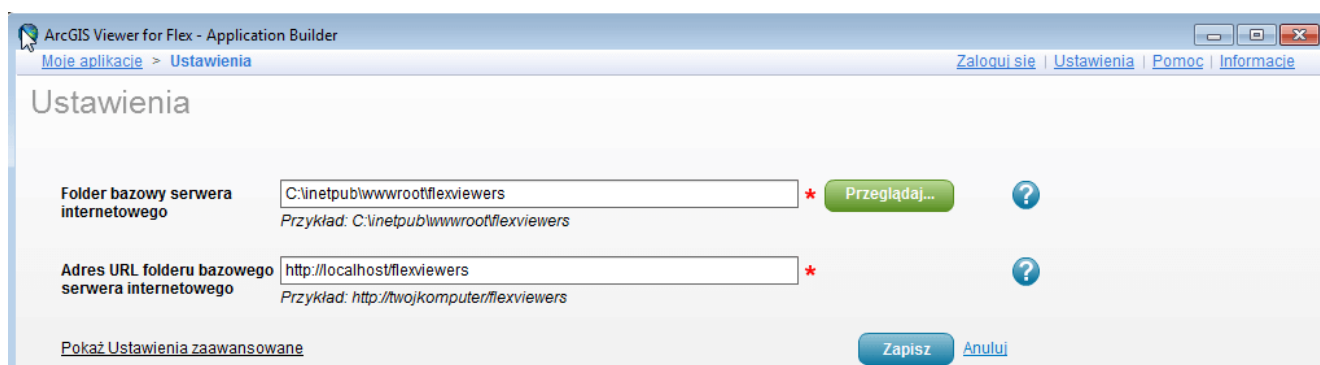 ArcGIS Viewer for Flex - Application Builder
Moje aplikacje > Ustawienia
Zaloguj się | Ustawienia | Pomoc | Informacje
Ustawienia
Folder bazowy serwera
internetowego
C:\inetpub\wwwroot\flexviewers
* Przeglądaj... ?
Przykład: C:\inetpub\wwwroot\flexviewers
Adres URL folderu bazowego
serwera internetowego
http://localhost/flexviewers
* ?
Przykład: http://twojkomputer/flexviewers
Pokaż Ustawienia zaawansowane
Zapisz Anuluj